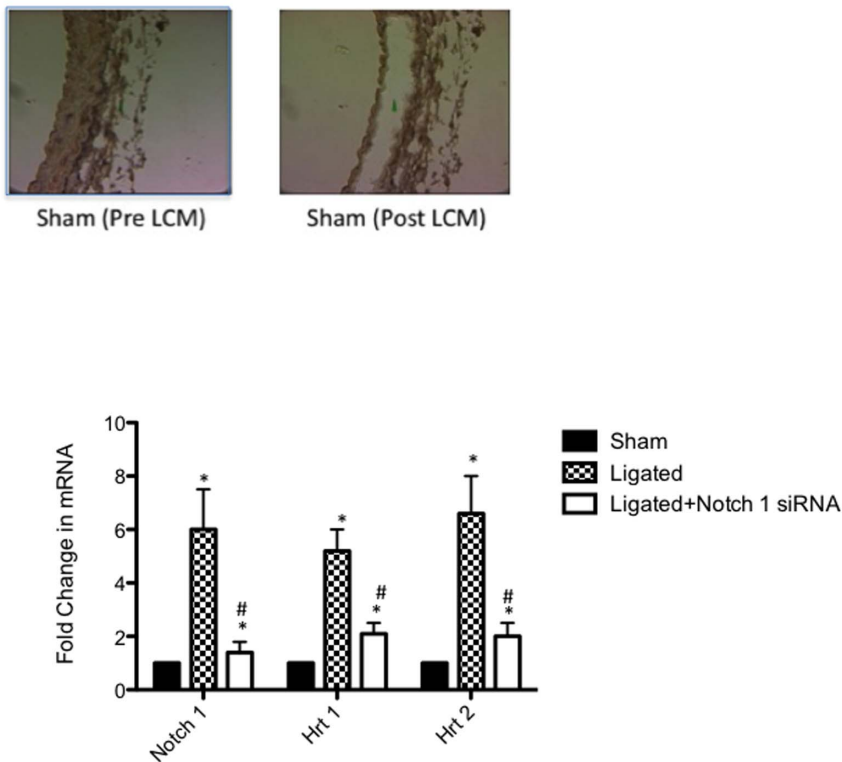 Sham (Pre LCM)
Sham (Post LCM)
Fold Change in mRNA
10
8
6
4
2
0
*
#
*
*
#
*
*
#
*
Notch 1
Hrt 1
Hrt 2
Sham
Ligated
Ligated+Notch 1 siRNA